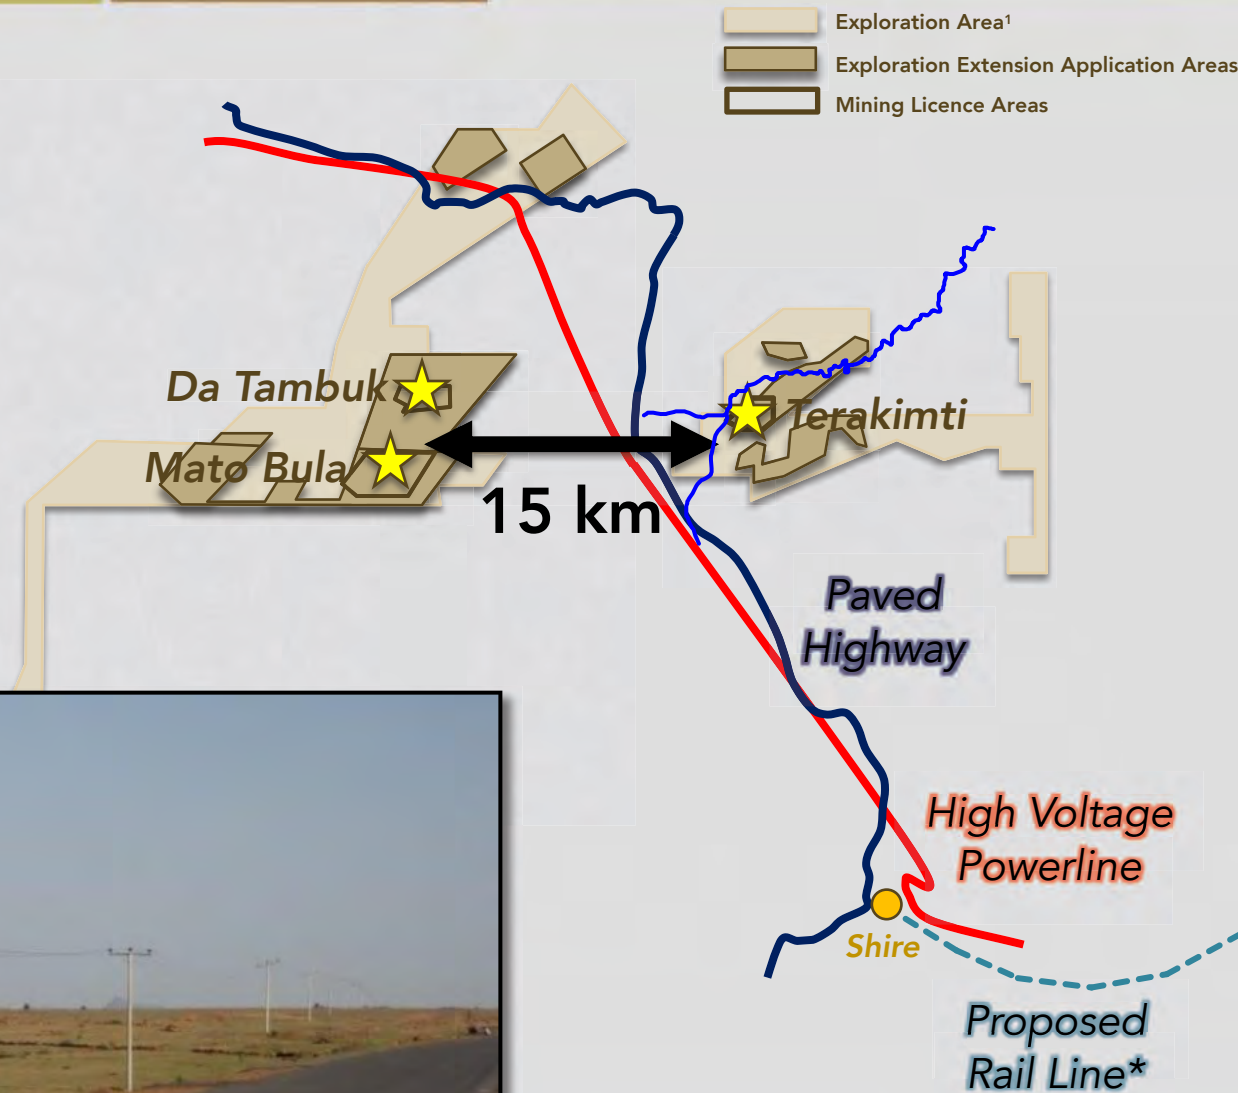 Exploration Area¹
Exploration Extension Application Areas
Mining Licence Areas
Da Tambuk
Terakimti
Mato Bula
15 km
Paved
Highway
High Voltage
Powerline
Shire
Proposed
Rail Line*